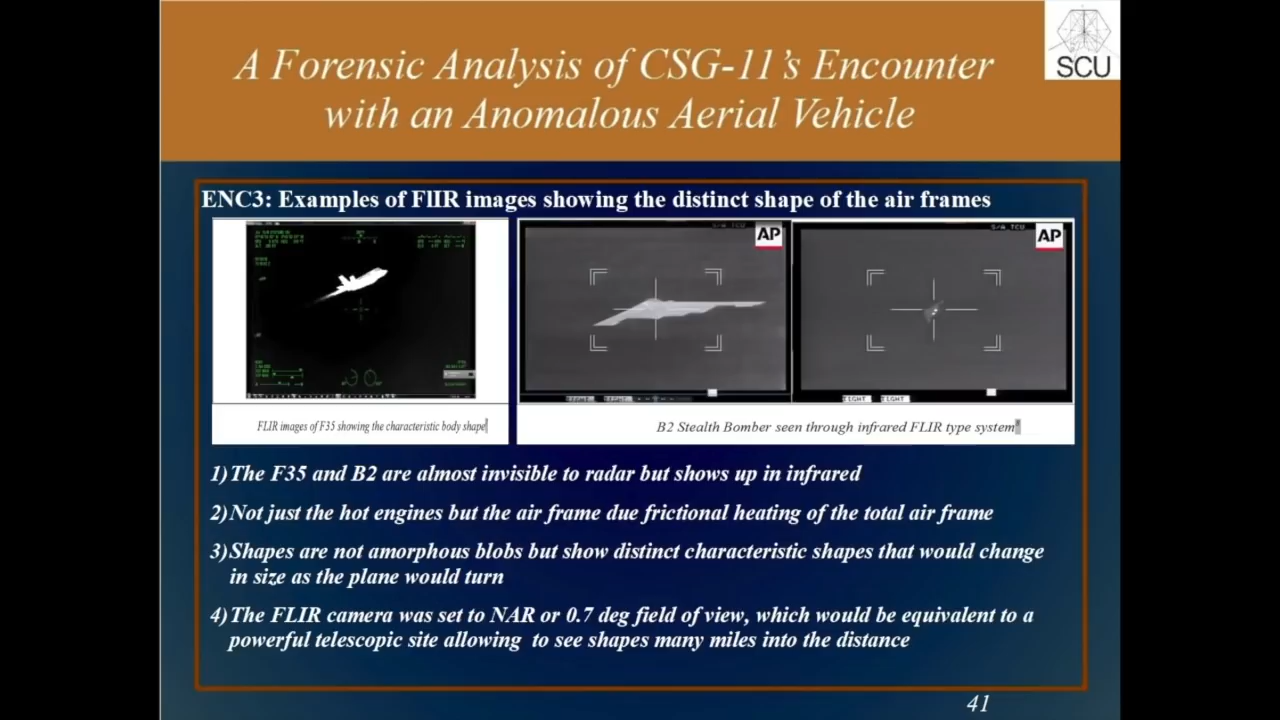 A Forensic Analysis of CSG-11's Encounter
with an Anomalous Aerial Vehicle
SCU
ENC3: Examples of FlIR images showing the distinct shape of the air frames
S/A TCU
AP
S/A TCU
AP
LIGHT
LIGHT
FLIR images of F35 showing the characteristic body shape
B2 Stealth Bomber seen through infrared FLIR type system
1) The F35 and B2 are almost invisible to radar but shows up in infrared
2) Not just the hot engines but the air frame due frictional heating of the total air frame
3) Shapes are not amorphous blobs but show distinct characteristic shapes that would change
in size as the plane would turn
4) The FLIR camera was set to NAR or 0.7 deg field of view, which would be equivalent to a
powerful telescopic site allowing to see shapes many miles into the distance
41